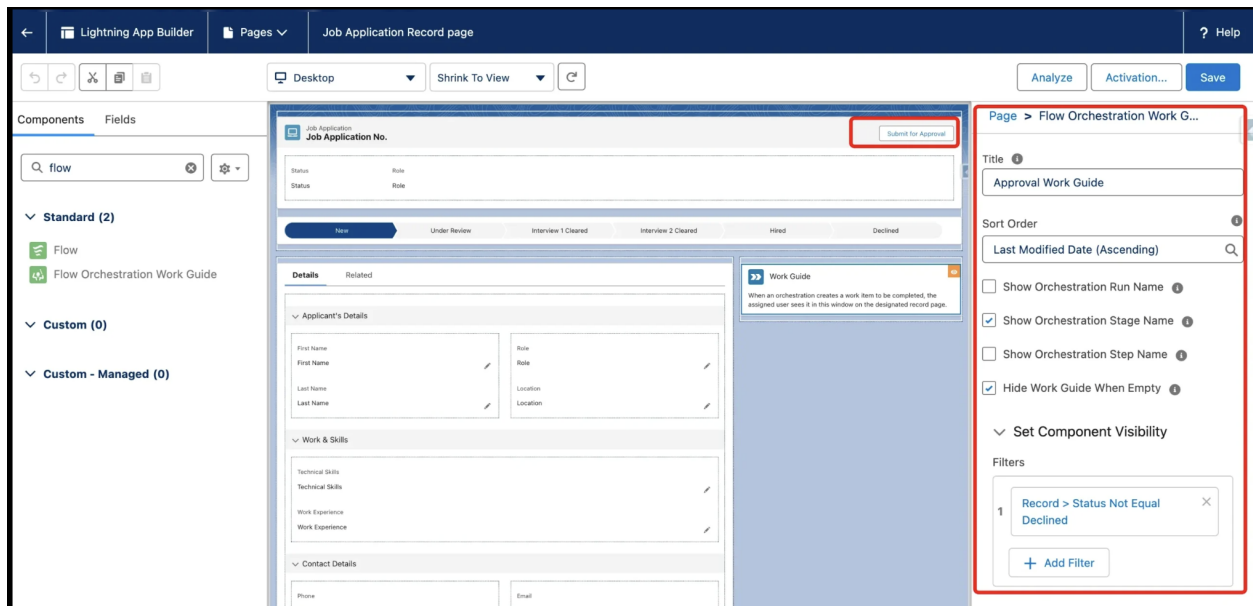 Lightning App Builder
Pages
Job Application Record page
? Help
Desktop
Shrink To View
Analyze
Activation...
Save
Components
Fields
flow
Standard (2)
Flow
Flow Orchestration Work Guide
Custom (0)
Custom - Managed (0)
Job Application
Job Application No.
Submit for Approval
Status
Role
Status
Role
New
Under Review
Interview 1 Cleared
Interview 2 Cleared
Hired
Declined
Details
Related
Applicant's Details
First Name
First Name
Last Name
Last Name
Role
Role
Location
Location
Work & Skills
Technical Skills
Technical Skills
Work Experience
Work Experience
Contact Details
Phone
Email
Work Guide
When an orchestration creates a work item to be completed, the
assigned user sees it in this window on the designated record page.
Page > Flow Orchestration Work G...
Title
Approval Work Guide
Sort Order
Last Modified Date (Ascending)
Show Orchestration Run Name
Show Orchestration Stage Name
Show Orchestration Step Name
Hide Work Guide When Empty
Set Component Visibility
Filters
1
Record > Status Not Equal
Declined
+ Add Filter